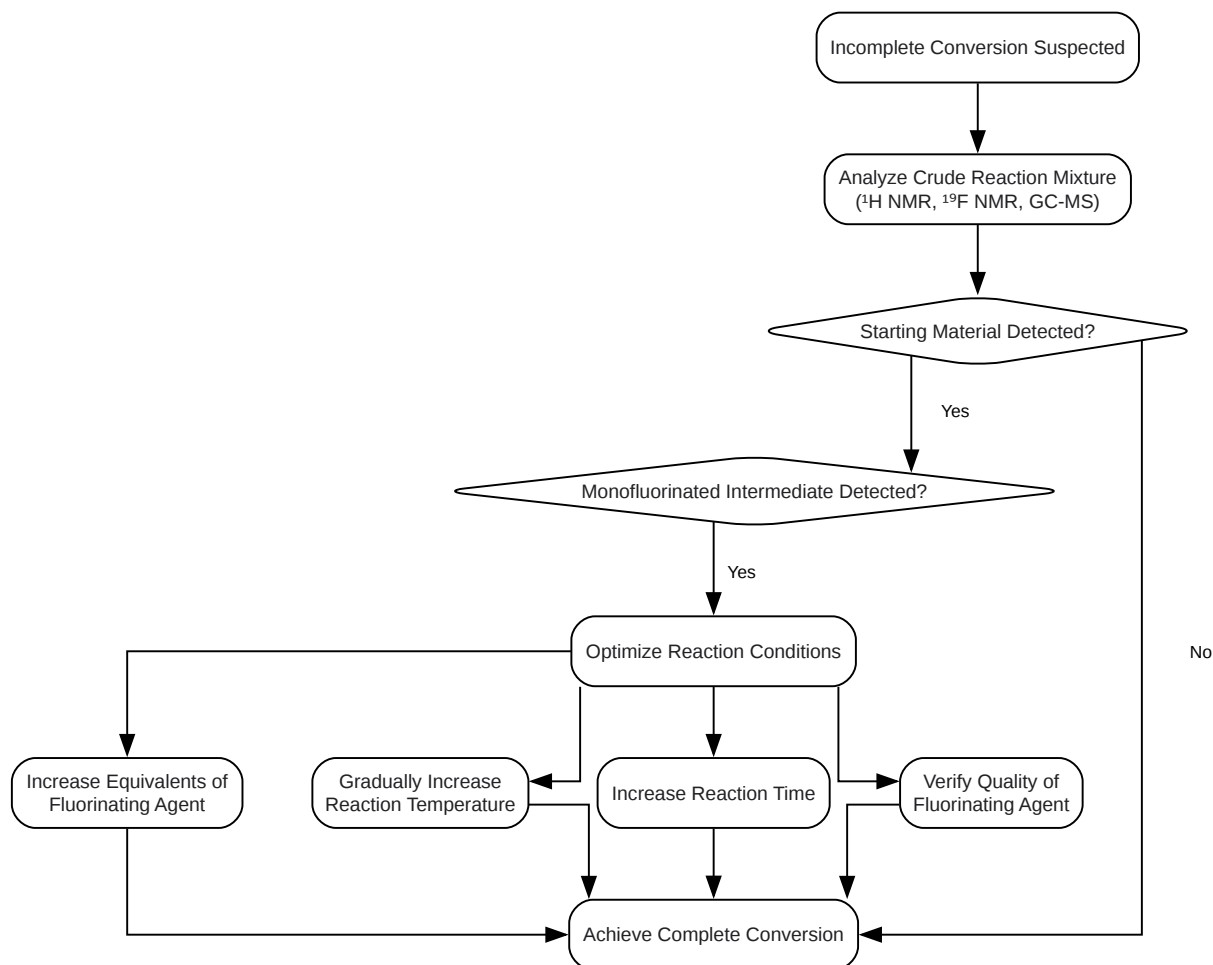 Incomplete Conversion Suspected
Analyze Crude Reaction Mixture
(¹H NMR, ¹⁹F NMR, GC-MS)
Starting Material Detected?
Yes
Monofluorinated Intermediate Detected?
Yes
Optimize Reaction Conditions
No
Increase Equivalents of
Fluorinating Agent
Gradually Increase
Reaction Temperature
Increase Reaction Time
Verify Quality of
Fluorinating Agent
Achieve Complete Conversion